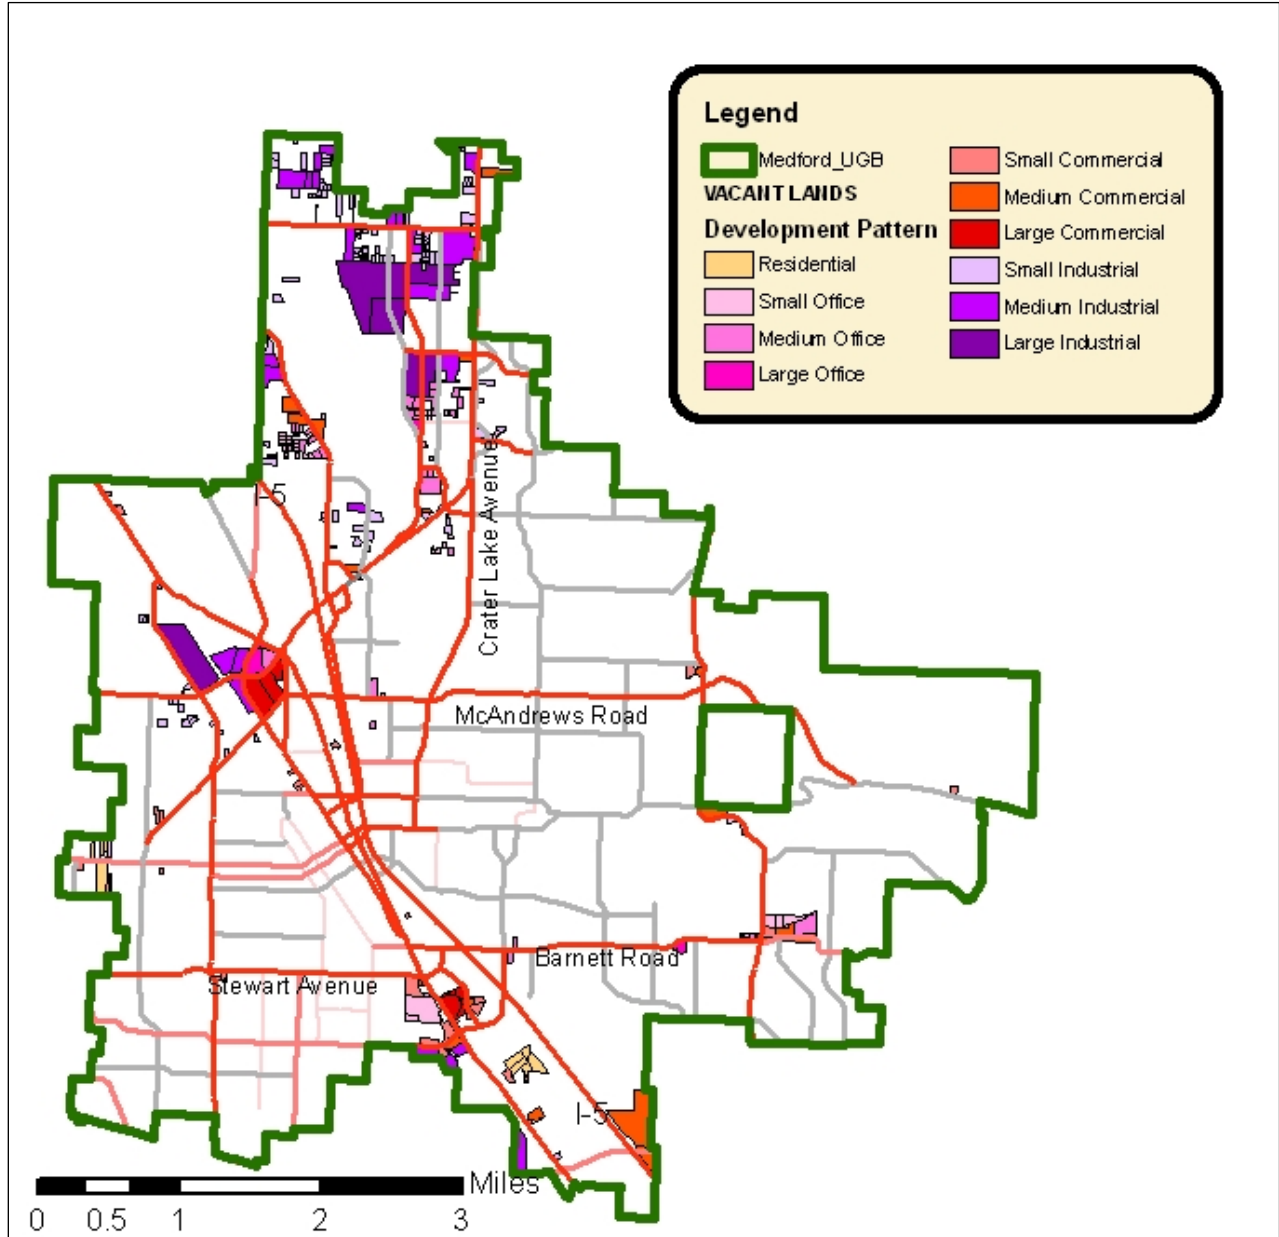 Legend
Medford_UGB
VACANT LANDS
Development Pattern
Residential
Small Office
Medium Office
Large Office
Small Commercial
Medium Commercial
Large Commercial
Small Industrial
Medium Industrial
Large Industrial
I-5
Crater Lake Avenue
McAndrews Road
Barnett Road
Stewart Avenue
I-5
Miles
0 0.5 1 2 3